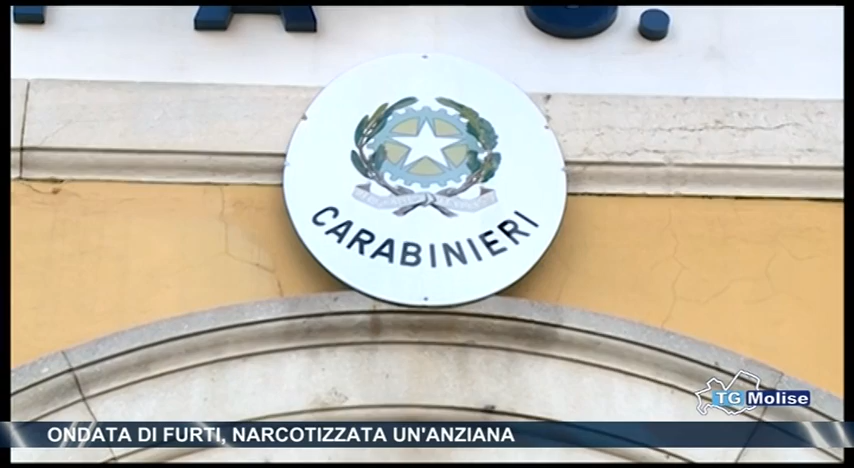 CARABINIERI
TG Molise
ONDATA DI FURTI, NARCOTIZZATA UN'ANZIANA